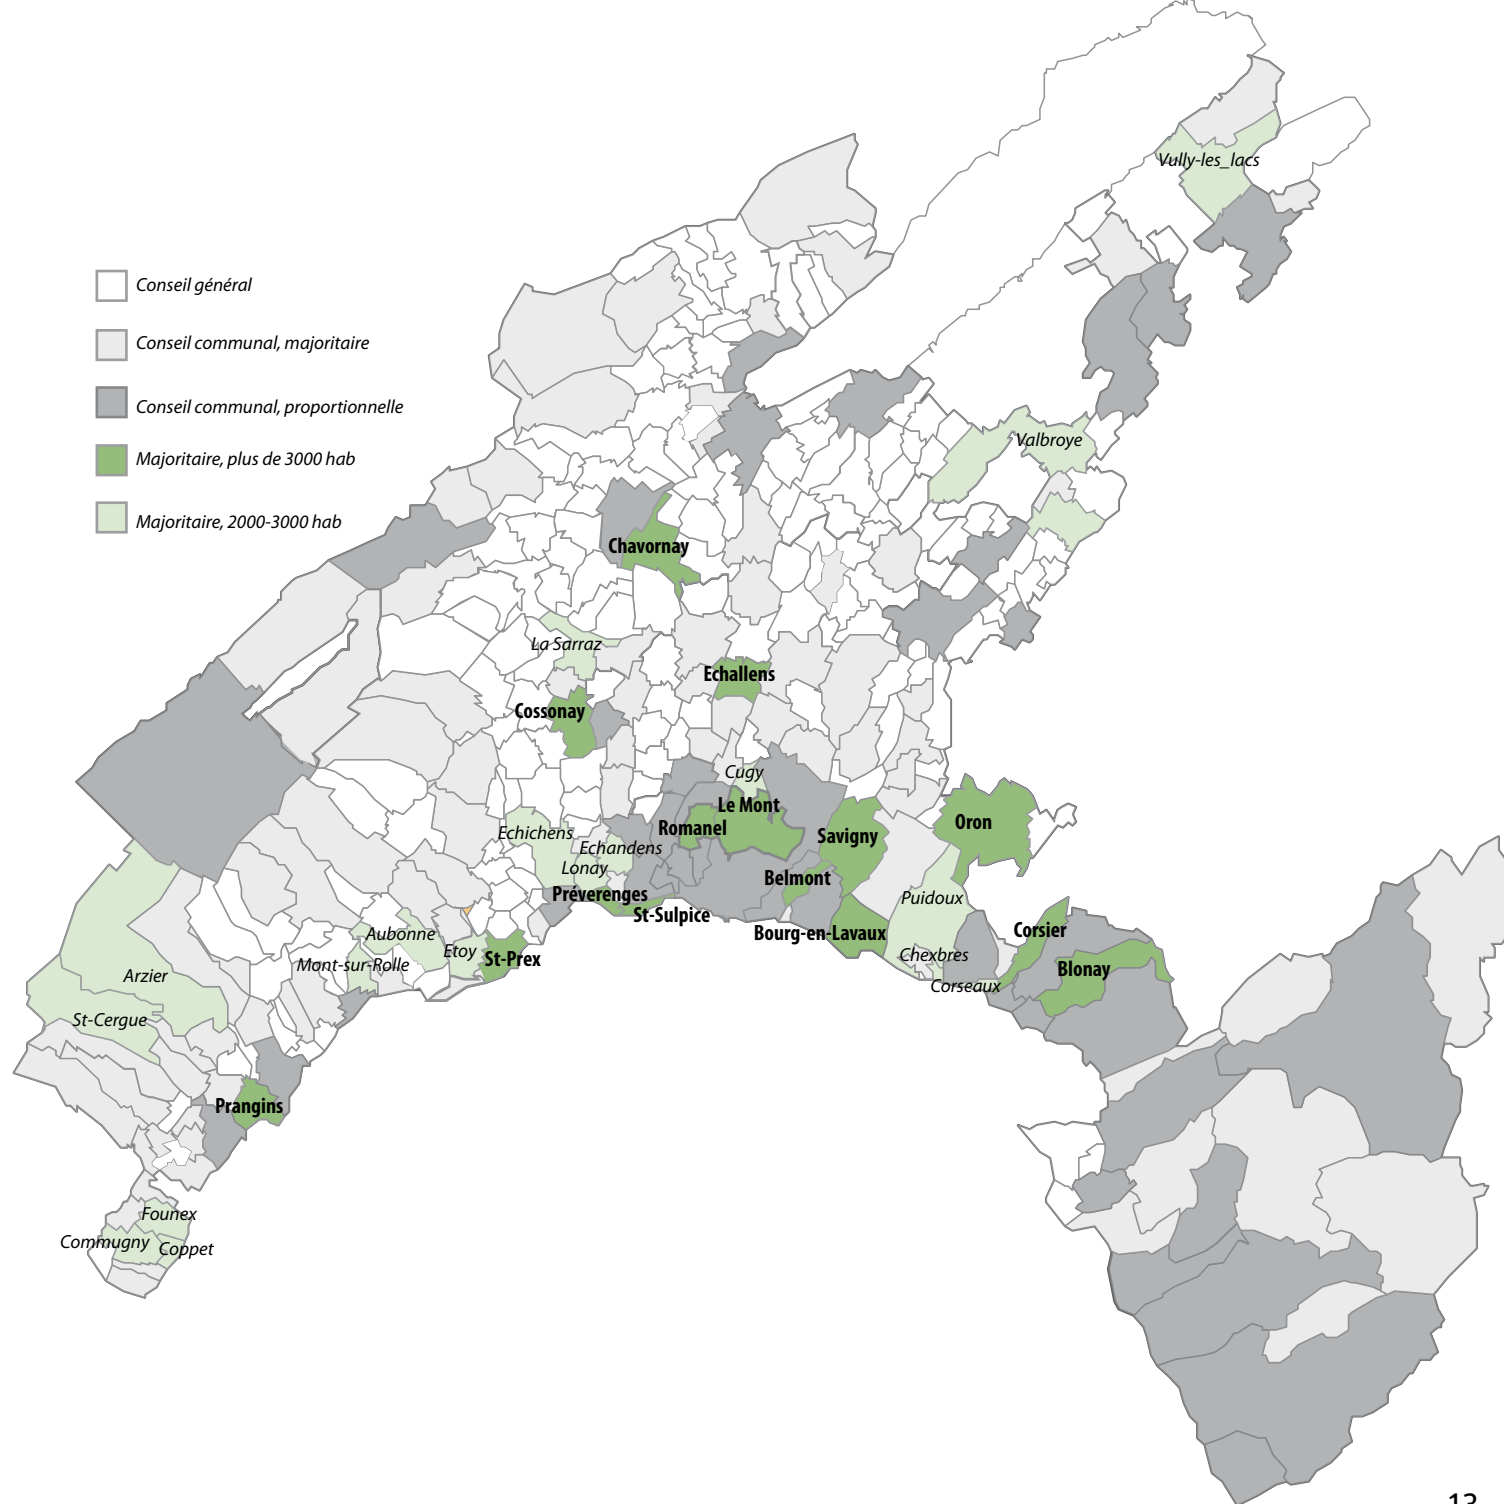 Vully-les_lacs
Conseil général
Conseil communal, majoritaire
Conseil communal, proportionnelle
Majoritaire, plus de 3000 hab
Majoritaire, 2000-3000 hab
Valbroye
Chavornay
La Sarraz
Echallens
Cossonay
Cugy
Le Mont
Oron
Romanel
Echichens
Savigny
Echandens
Lonay
Belmont
Préverenges
Puidoux
St-Sulpice
Corsier
Aubonne
Bourg-en-Lavaux
Etoy
Chexbres
St-Prex
Mont-sur-Rolle
Blonay
Arzier
Corseaux
St-Cergue
Prangins
Founex
Commugny
Coppet
13